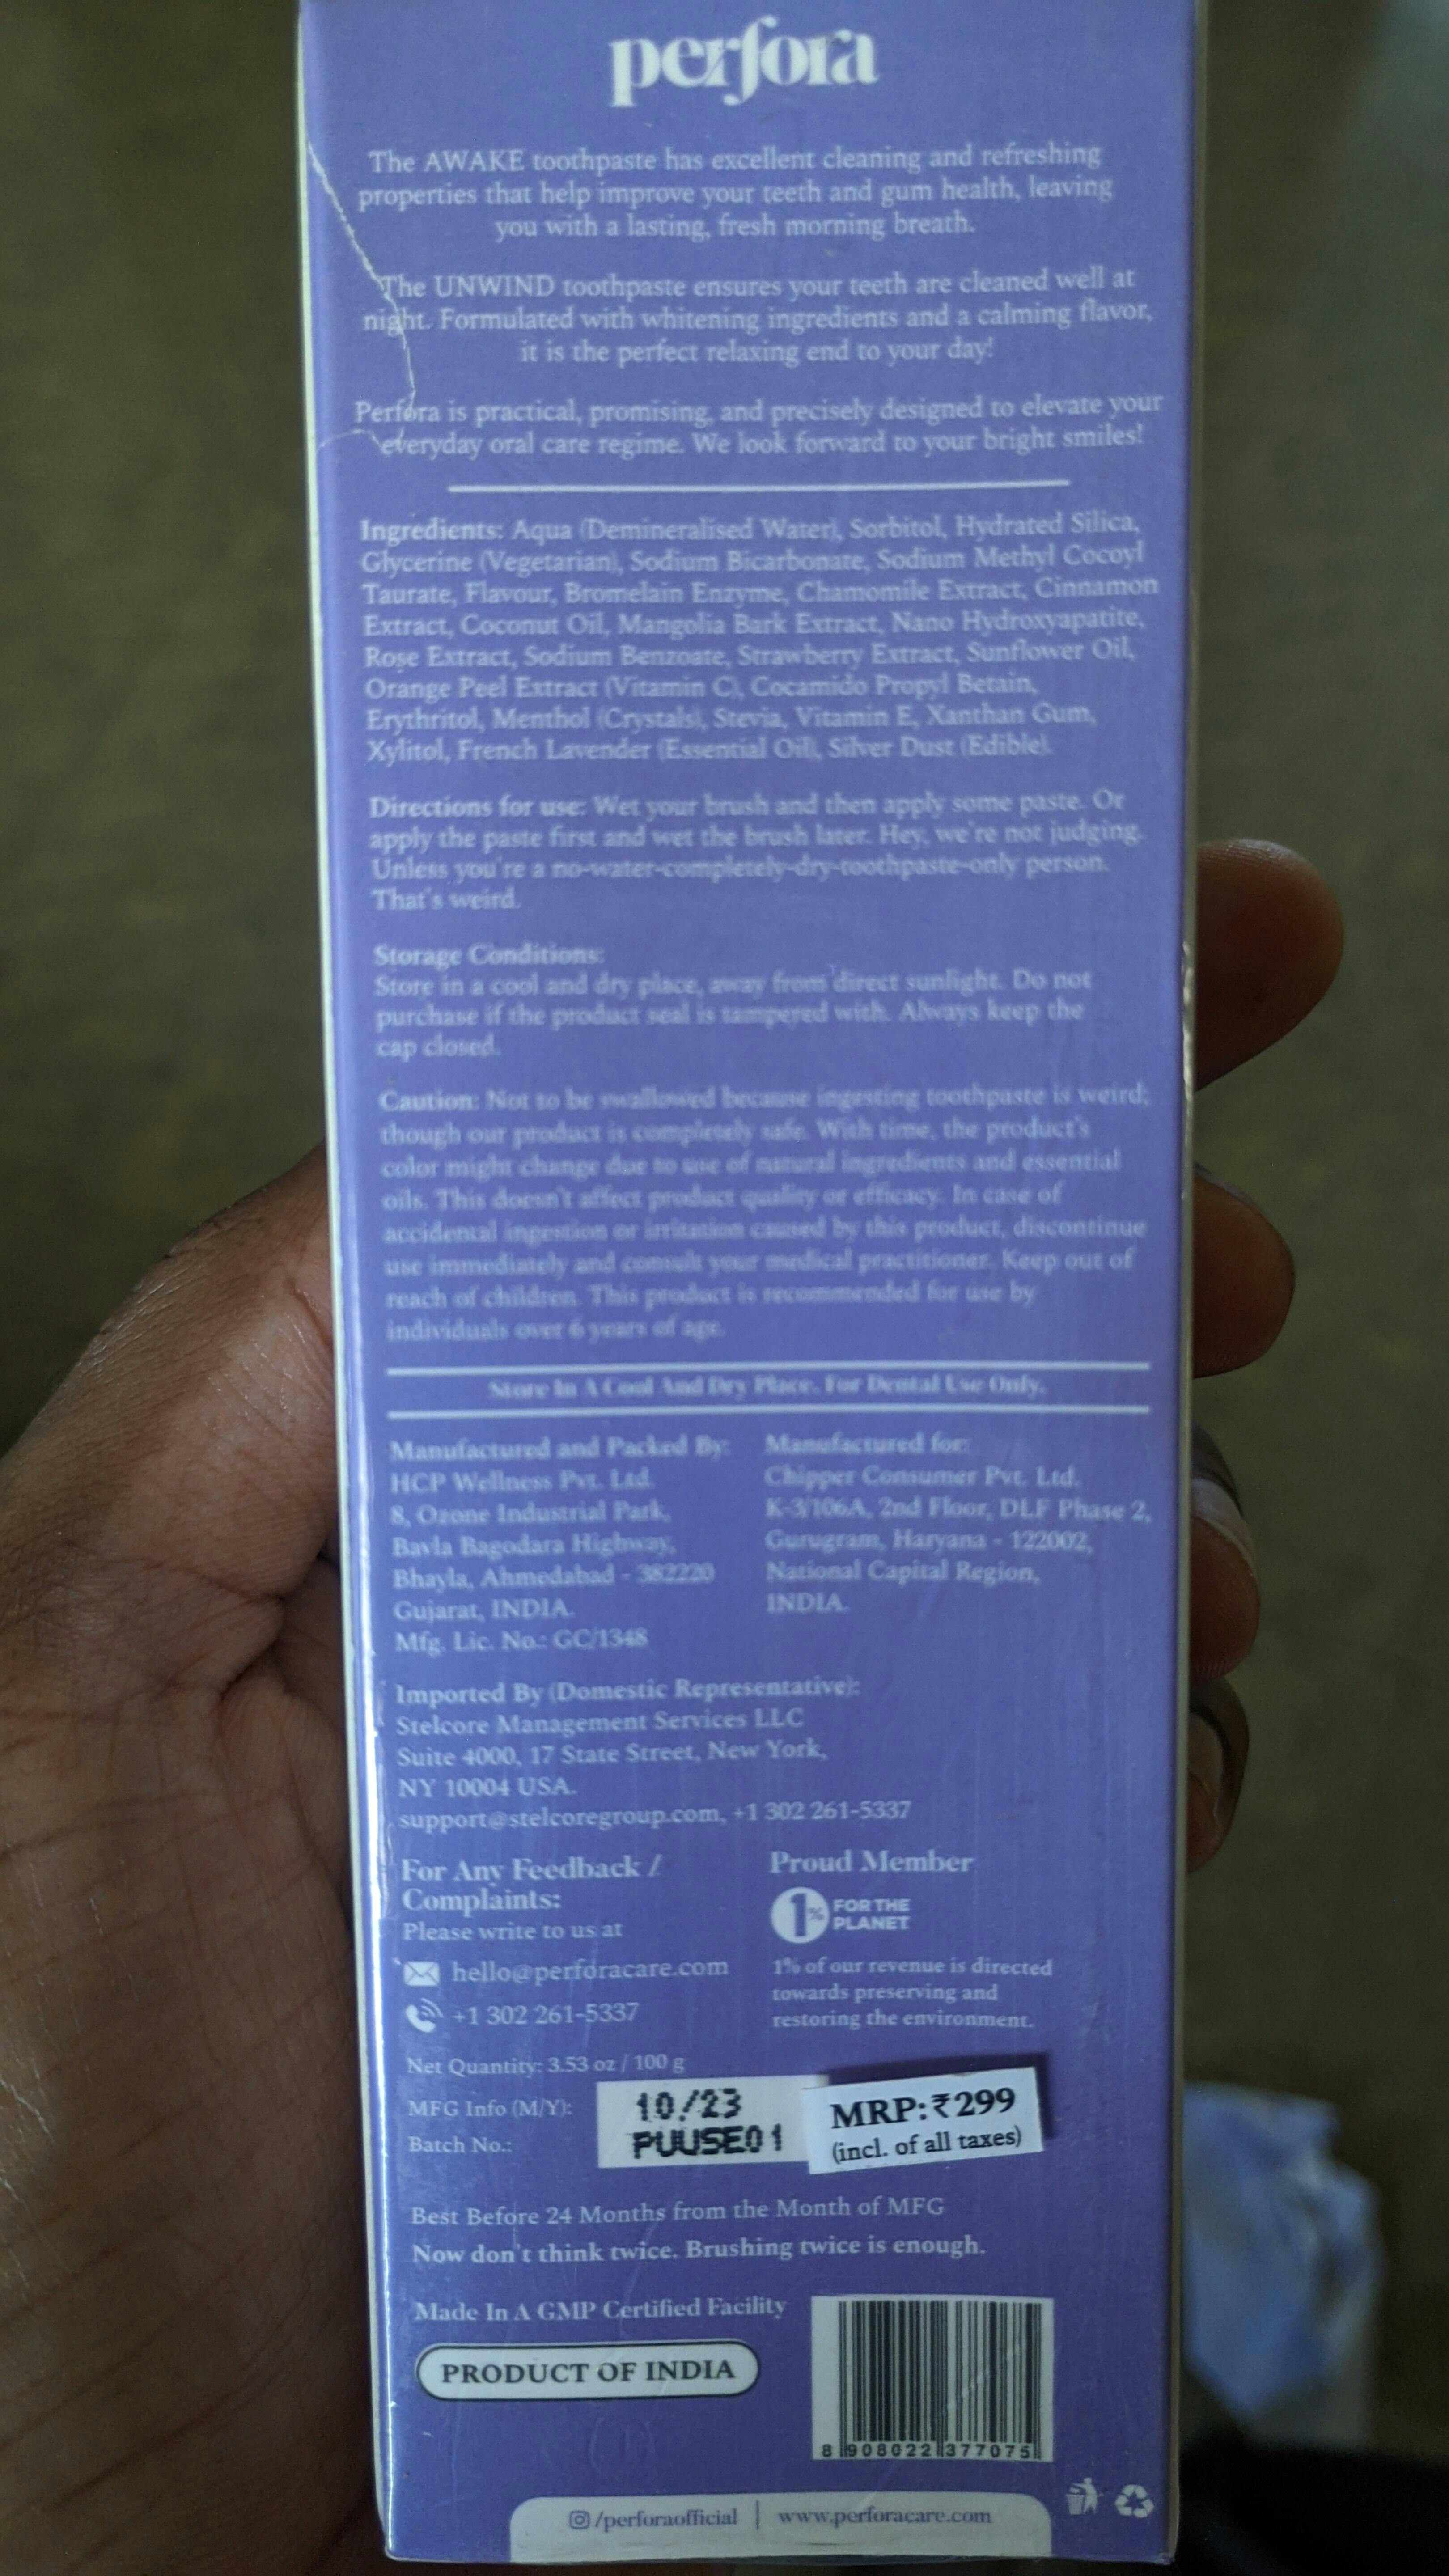 perfora
The AWAKE toothpaste has excellent cleaning and refreshing
properties that help improve your teeth and gum health, leaving
you with a lasting, fresh morning breath.
The UNWIND toothpaste ensures your teeth are cleaned well at
night. Formulated with whitening ingredients and a calming flavor,
it is the perfect relaxing end to your day!
Perfora is practical, promising, and precisely designed to elevate your
everyday oral care regime. We look forward to your bright smiles!
Ingredients: Aqua (Demineralised Water), Sorbitol, Hydrated Silica,
Glycerine (Vegetarian), Sodium Bicarbonate, Sodium Methyl Cocoyl
Taurate, Flavour, Bromelain Enzyme, Chamomile Extract, Cinnamon
Extract, Coconut Oil, Mangolia Bark Extract, Nano Hydroxyapatite,
Rose Extract, Sodium Benzoate, Strawberry Extract, Sunflower Oil,
Orange Peel Extract (Vitamin C), Cocamido Propyl Betain,
Erythritol, Menthol (Crystals), Stevia, Vitamin E, Xanthan Gum,
Xylitol, French Lavender (Essential Oil), Silver Dust (Edible).
Directions for use: Wet your brush and then apply some paste. Or
apply the paste first and wet the brush later. Hey, we're not judging.
Unless you're a no-water-completely-dry-toothpaste-only person.
That's weird.
Storage Conditions:
Store in a cool and dry place, away from direct sunlight. Do not
purchase if the product seal is tampered with. Always keep the
cap closed.
Caution: Not to be swallowed because ingesting toothpaste is weird;
though our product is completely safe. With time, the product's
color might change due to use of natural ingredients and essential
oils. This doesn't affect product quality or efficacy. In case of
accidental ingestion or irritation caused by this product, discontinue
use immediately and consult your medical practitioner. Keep out of
reach of children. This product is recommended for use by
individuals over 6 years of age.
Store In A Cool And Dry Place. For Dental Use Only.
Manufactured and Packed By:
HCP Wellness Pvt. Ltd.
8, Ozone Industrial Park,
Bavla Bagodara Highway,
Bhayla, Ahmedabad - 382220
Gujarat, INDIA.
Mfg. Lic. No.: GC/1348
Manufactured for:
Chipper Consumer Pvt. Ltd.
K-3/106A, 2nd Floor, DLF Phase 2,
Gurugram, Haryana - 122002,
National Capital Region,
INDIA.
Imported By (Domestic Representative):
Stelcore Management Services LLC
Suite 4000, 17 State Street, New York,
NY 10004 USA.
support@stelcoregroup.com, +1 302 261-5337
For Any Feedback /
Complaints:
Please write to us at
hello@perforacare.com
+1 302 261-5337
Proud Member
1% FOR THE
PLANET
1% of our revenue is directed
towards preserving and
restoring the environment.
Net Quantity: 3.53 oz / 100 g
MFG Info (M/Y): 10/23
Batch No.: PUUSE01
MRP:₹299
(incl. of all taxes)
Best Before 24 Months from the Month of MFG
Now don't think twice. Brushing twice is enough.
Made In A GMP Certified Facility
PRODUCT OF INDIA
8 908022 377075
/perforaofficial | www.perforacare.com